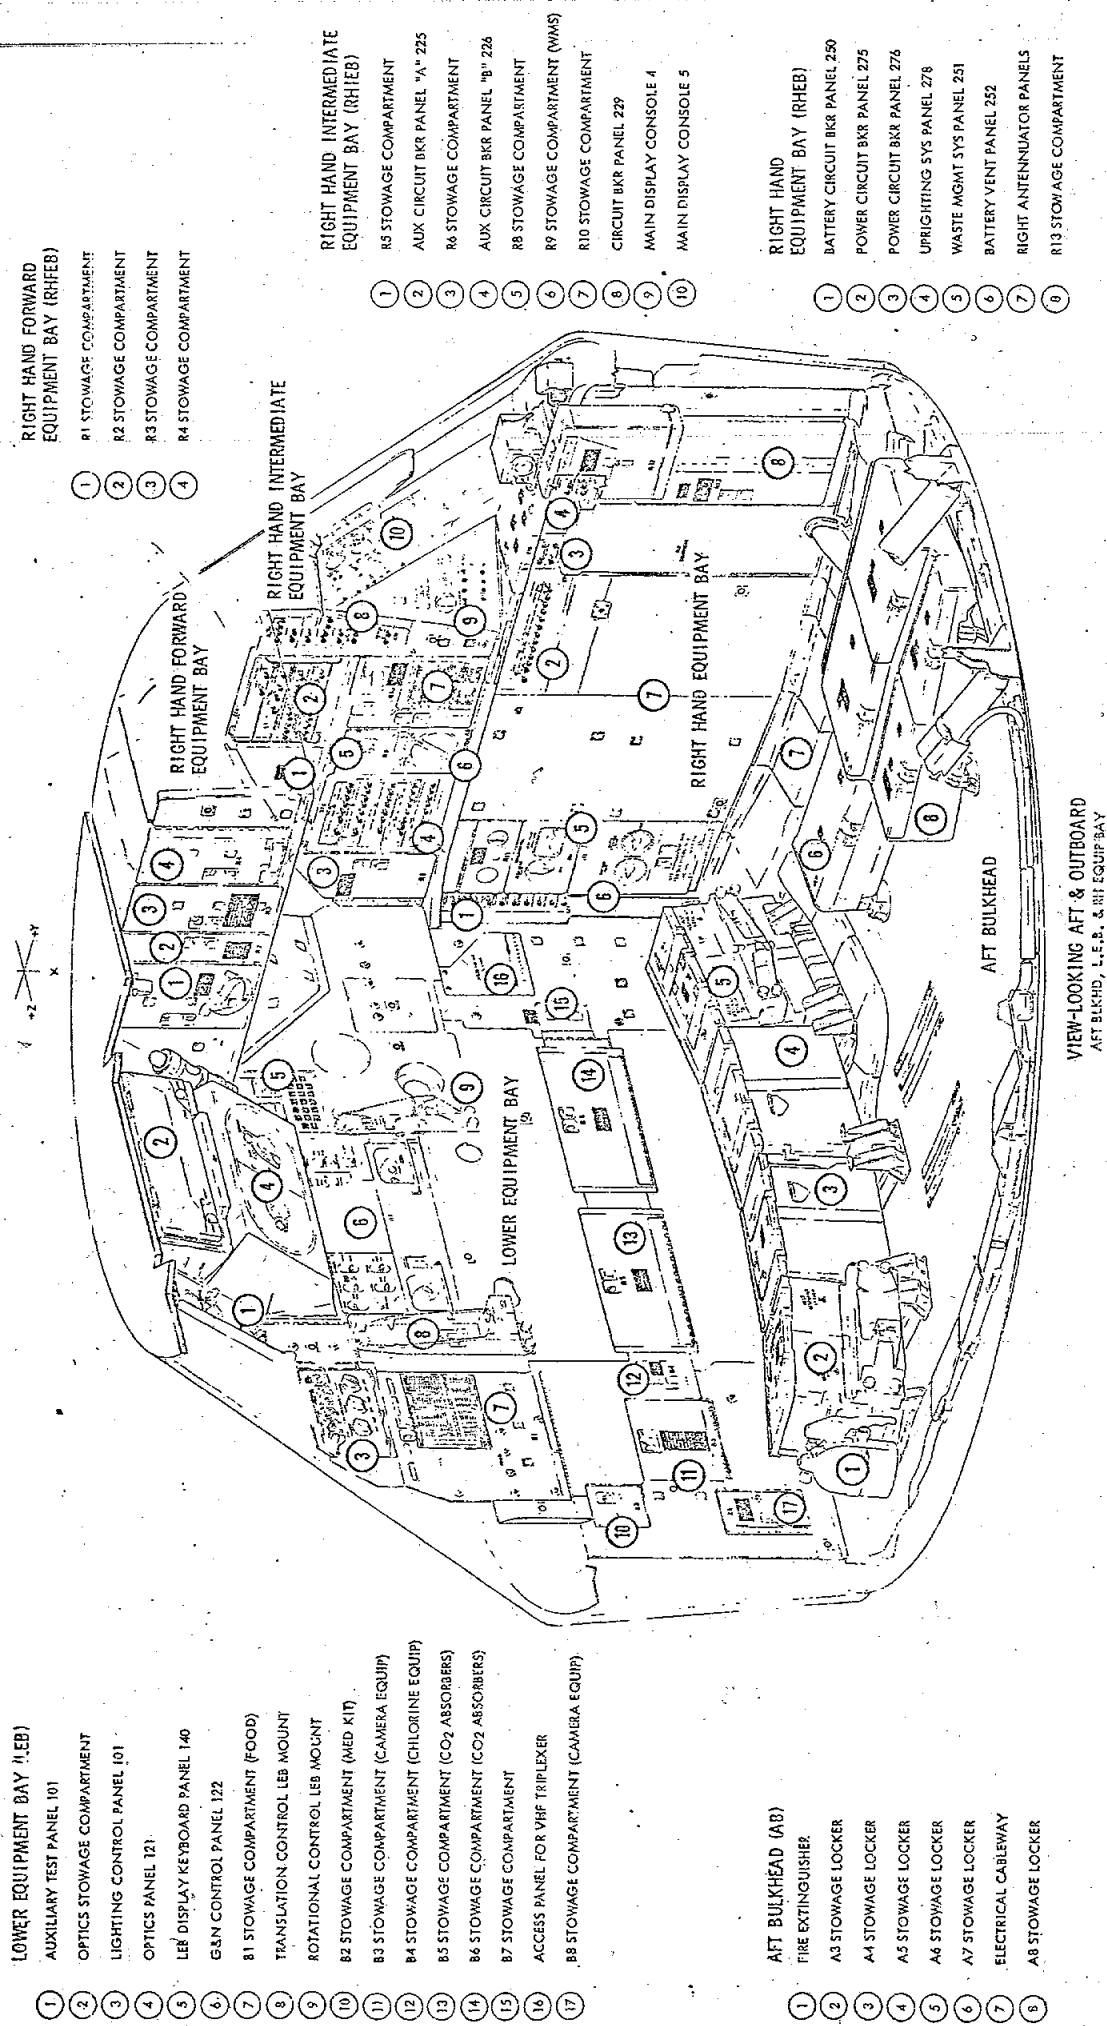 LOWER EQUIPMENT BAY (LEB)
1 AUXILIARY TEST PANEL 101
2 OPTICS STOWAGE COMPARTMENT
3 LIGHTING CONTROL PANEL 101
4 OPTICS PANEL 121
5 LEB DISPLAY KEYBOARD PANEL 140
6 G&N CONTROL PANEL 122
7 B1 STOWAGE COMPARTMENT (FOOD)
8 TRANSLATION CONTROL LEB MOUNT
9 ROTATIONAL CONTROL LEB MOUNT
10 B2 STOWAGE COMPARTMENT (MED KIT)
11 B3 STOWAGE COMPARTMENT (CAMERA EQUIP)
12 B4 STOWAGE COMPARTMENT (CHLORINE EQUIP)
13 B5 STOWAGE COMPARTMENT (CO2 ABSORBERS)
14 B6 STOWAGE COMPARTMENT (CO2 ABSORBERS)
15 B7 STOWAGE COMPARTMENT
16 ACCESS PANEL FOR VHF TRIPLEXER
17 B8 STOWAGE COMPARTMENT (CAMERA EQUIP)
AFT BULKHEAD (AB)
1 FIRE EXTINGUISHER
2 A3 STOWAGE LOCKER
3 A4 STOWAGE LOCKER
4 A5 STOWAGE LOCKER
5 A6 STOWAGE LOCKER
6 A7 STOWAGE LOCKER
7 ELECTRICAL CABLEWAY
8 A8 STOWAGE LOCKER
+Z
+Y
X
RIGHT HAND FORWARD
EQUIPMENT BAY
RIGHT HAND INTERMEDIATE
EQUIPMENT BAY
LOWER EQUIPMENT BAY
RIGHT HAND EQUIPMENT BAY
AFT BULKHEAD
VIEW-LOOKING AFT & OUTBOARD
AFT BLKHD, L.E.B. & RH EQUIP BAY
RIGHT HAND FORWARD
EQUIPMENT BAY (RHFEB)
1 R1 STOWAGE COMPARTMENT
2 R2 STOWAGE COMPARTMENT
3 R3 STOWAGE COMPARTMENT
4 R4 STOWAGE COMPARTMENT
RIGHT HAND INTERMEDIATE
EQUIPMENT BAY (RHIEB)
1 R5 STOWAGE COMPARTMENT
2 AUX CIRCUIT BKR PANEL "A" 225
3 R6 STOWAGE COMPARTMENT
4 AUX CIRCUIT BKR PANEL "B" 226
5 R8 STOWAGE COMPARTMENT
6 R9 STOWAGE COMPARTMENT (WMS)
7 R10 STOWAGE COMPARTMENT
8 CIRCUIT BKR PANEL 229
9 MAIN DISPLAY CONSOLE 4
10 MAIN DISPLAY CONSOLE 5
RIGHT HAND
EQUIPMENT BAY (RHEB)
1 BATTERY CIRCUIT BKR PANEL 250
2 POWER CIRCUIT BKR PANEL 275
3 POWER CIRCUIT BKR PANEL 276
4 UPRIGHTING SYS PANEL 278
5 WASTE MGMT SYS PANEL 251
6 BATTERY VENT PANEL 252
7 RIGHT ANTENNUATOR PANELS
8 R13 STOWAGE COMPARTMENT